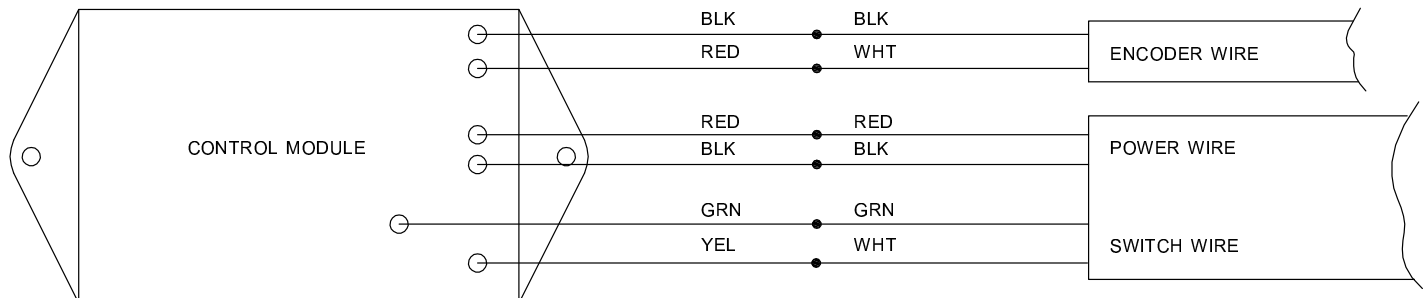 BLK BLK
RED WHT
ENCODER WIRE
RED RED
CONTROL MODULE
BLK BLK
POWER WIRE
GRN GRN
YEL WHT
SWITCH WIRE